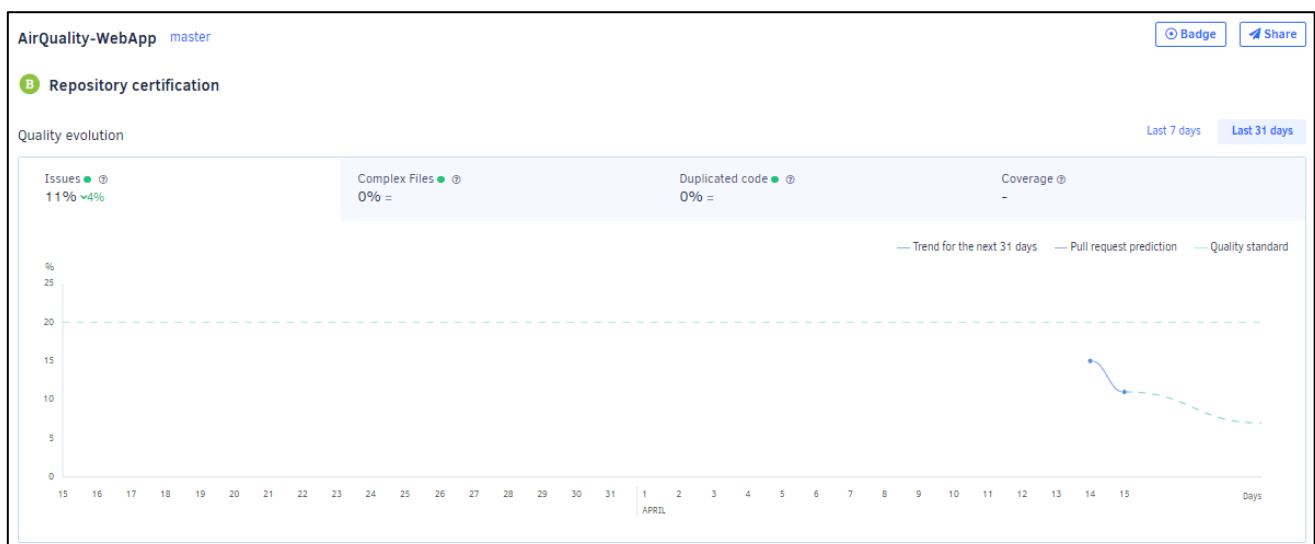 AirQuality-WebApp master Badge Share
B Repository certification
Quality evolution Last 7 days Last 31 days
Issues Complex Files Duplicated code Coverage
11% 4% 0% = 0% = -
Trend for the next 31 days Pull request prediction Quality standard
%
25
20
15
10
5
0
15 16 17 18 19 20 21 22 23 24 25 26 27 28 29 30 31 1 2 3 4 5 6 7 8 9 10 11 12 13 14 15 Days
APRIL